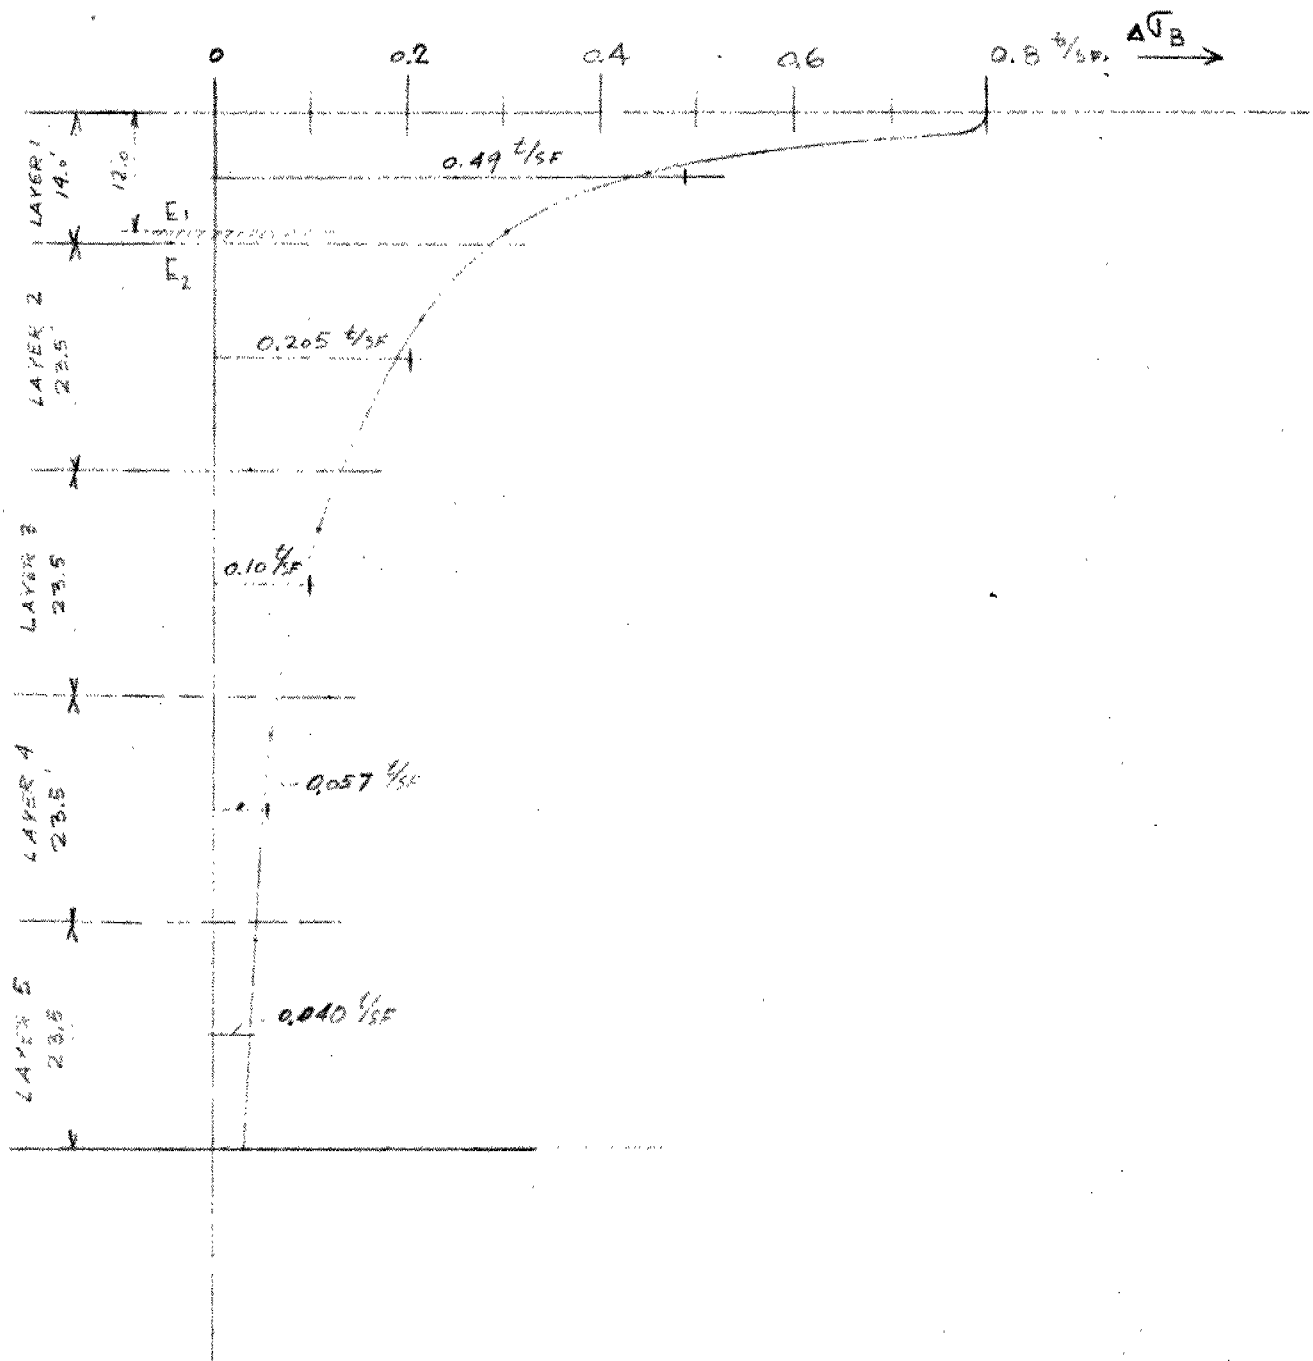 ΔσB
0 0.2 0.4 0.6 0.8 t/SF.
LAYER 1
14.0'
12.0
0.49 t/SF
E1
E2
LAYER 2
23.5'
0.205 t/SF
LAYER 3
23.5
0.10 t/SF
LAYER 4
23.5'
0.057 t/SF
LAYER 5
23.5
0.040 t/SF